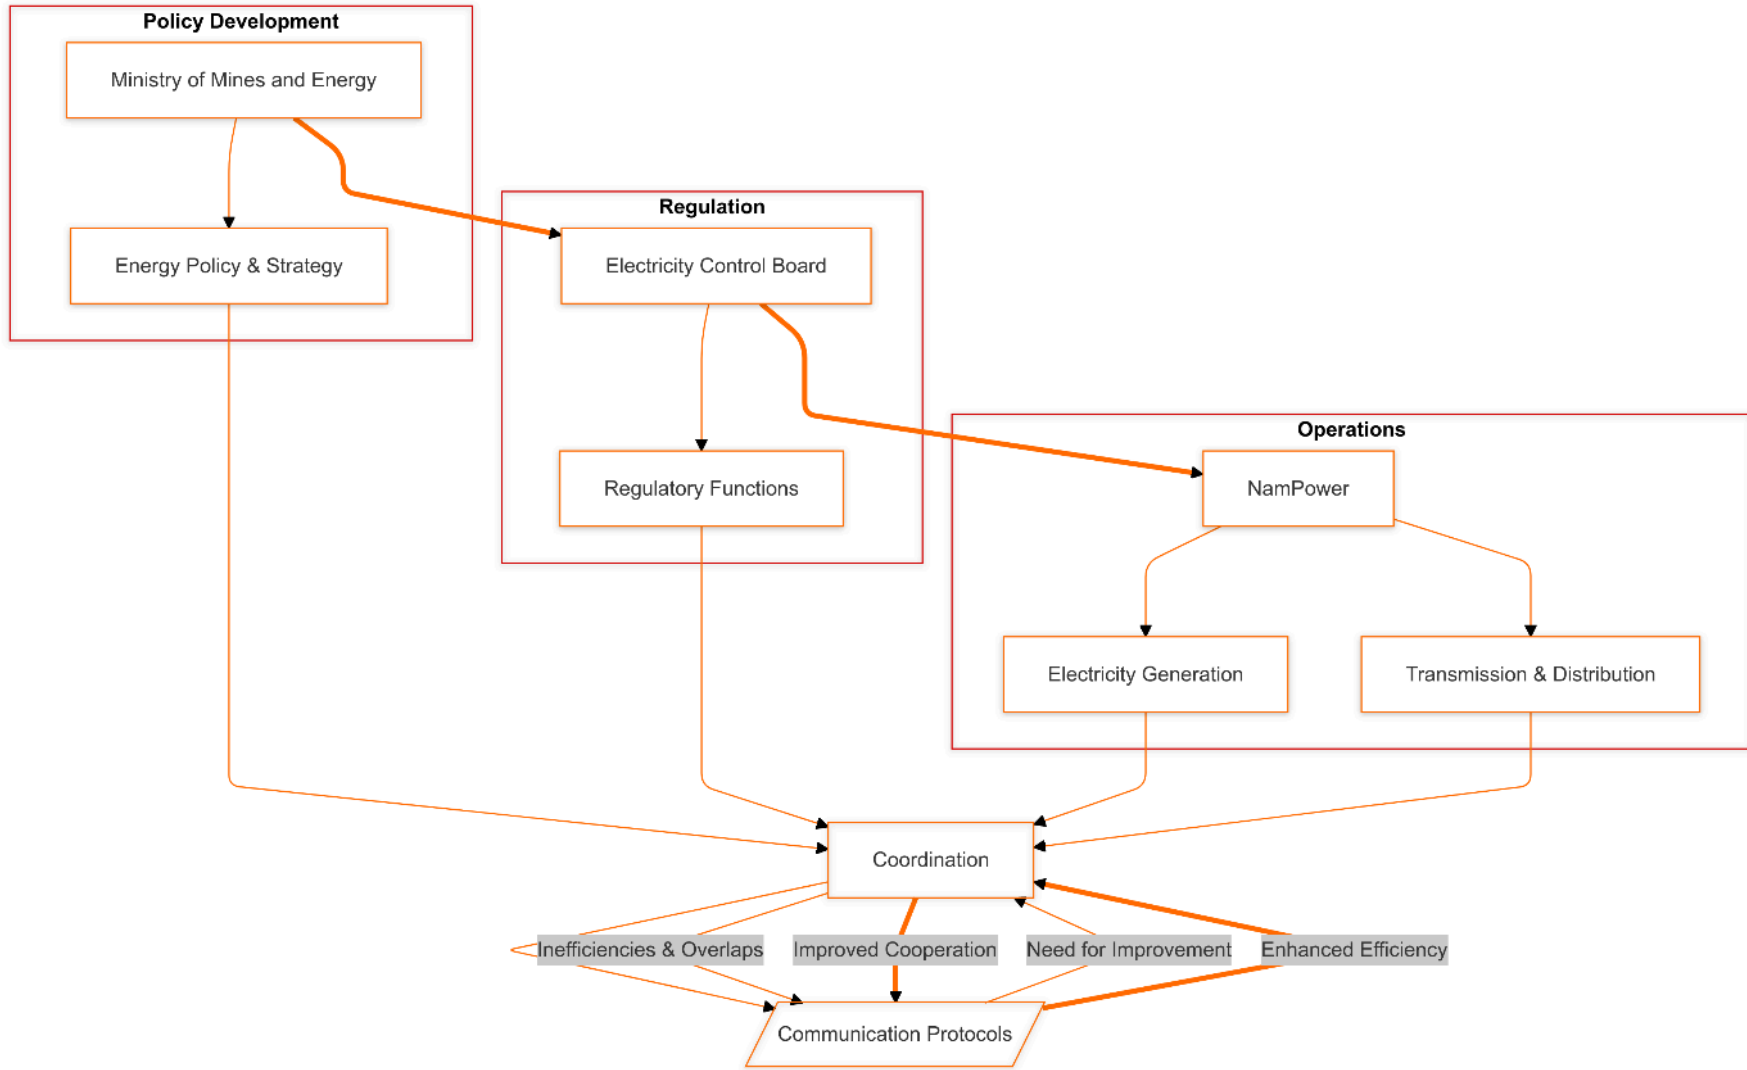 Policy Development
Ministry of Mines and Energy
Energy Policy & Strategy
Regulation
Electricity Control Board
Regulatory Functions
Operations
NamPower
Electricity Generation
Transmission & Distribution
Coordination
Inefficiencies & Overlaps
Improved Cooperation
Need for Improvement
Enhanced Efficiency
Communication Protocols